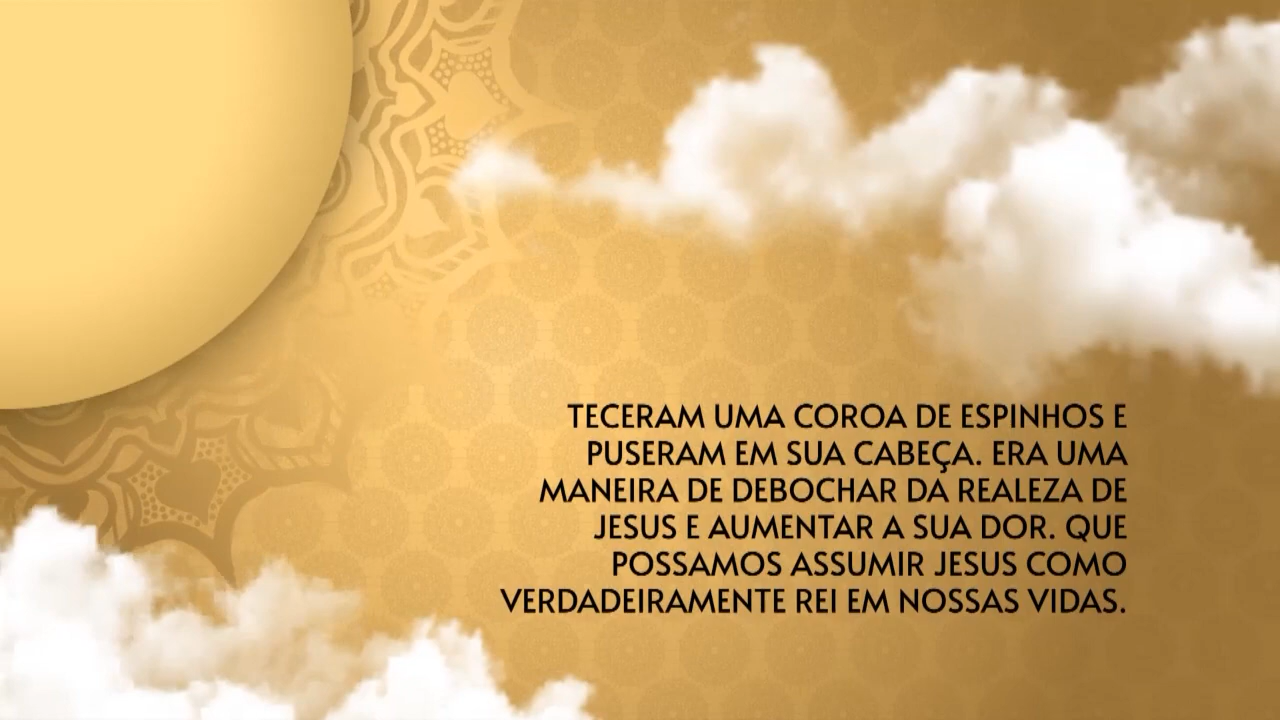 TECERAM UMA COROA DE ESPINHOS E
PUSERAM EM SUA CABEÇA. ERA UMA
MANEIRA DE DEBOCHAR DA REALEZA DE
JESUS E AUMENTAR A SUA DOR. QUE
POSSAMOS ASSUMIR JESUS COMO
VERDADEIRAMENTE REI EM NOSSAS VIDAS.